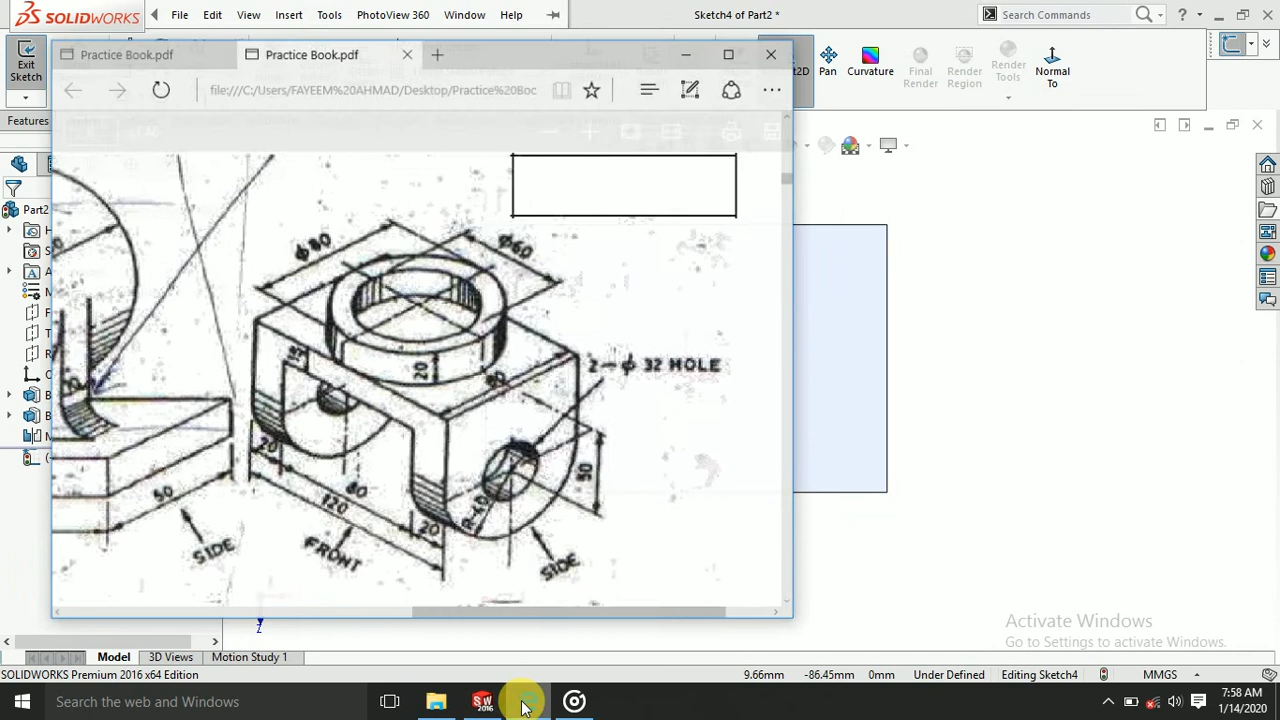 SOLIDWORKS
File Edit View Insert Tools PhotoView 360 Window Help
Sketch4 of Part2 *
Search Commands
?
Exit Sketch
Pan
Curvature
Final Render
Render Region
Render Tools
Normal To
Practice Book.pdf
Practice Book.pdf
file:///C:/Users/FAYEEM%20AHMAD/Desktop/Practice%20Boc
Features
Part2
ϕ80
ϕ60
20
2-ϕ 32 HOLE
50
20
80
120
20
R-40
50
SIDE
FRONT
SIDE
Model
3D Views
Motion Study 1
Activate Windows
Go to Settings to activate Windows.
SOLIDWORKS Premium 2016 x64 Edition
9.66mm -86.45mm 0mm Under Defined Editing Sketch4 MMGS
Search the web and Windows
SW 2016
7:58 AM
1/14/2020